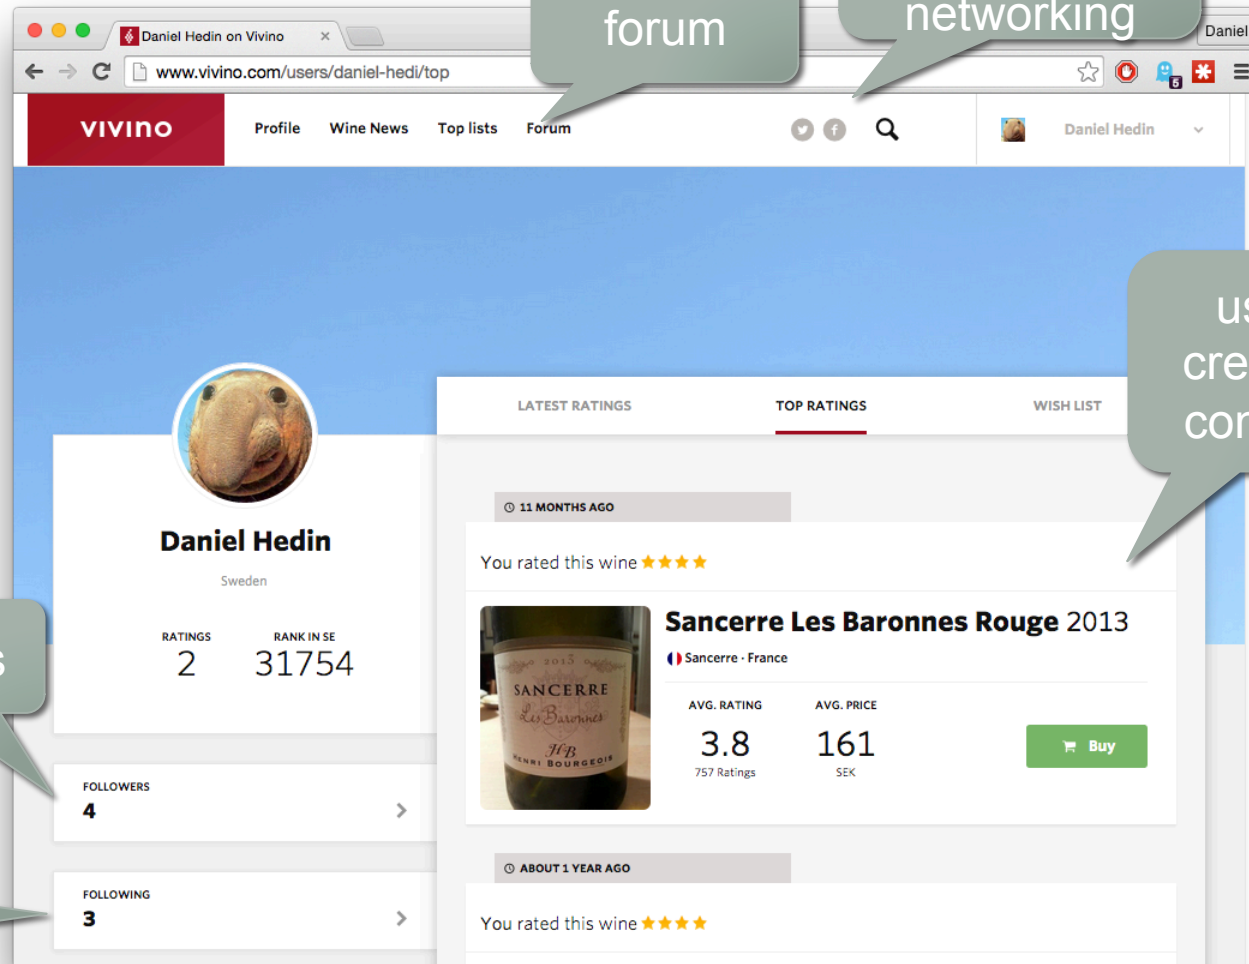 forum
networking
Daniel Hedin on Vivino
Daniel
www.vivino.com/users/daniel-hedi/top
5
VIVINO
Profile Wine News Top lists Forum
Daniel Hedin
LATEST RATINGS TOP RATINGS WISH LIST
Daniel Hedin
Sweden
RATINGS RANK IN SE
2 31754
FOLLOWERS
4
FOLLOWING
3
11 MONTHS AGO
You rated this wine
Sancerre Les Baronnes Rouge 2013
Sancerre · France
AVG. RATING AVG. PRICE
3.8 161
757 Ratings SEK
Buy
2013
SANCERRE
Les Baronnes
HB
HENRI BOURGEOIS
ABOUT 1 YEAR AGO
You rated this wine